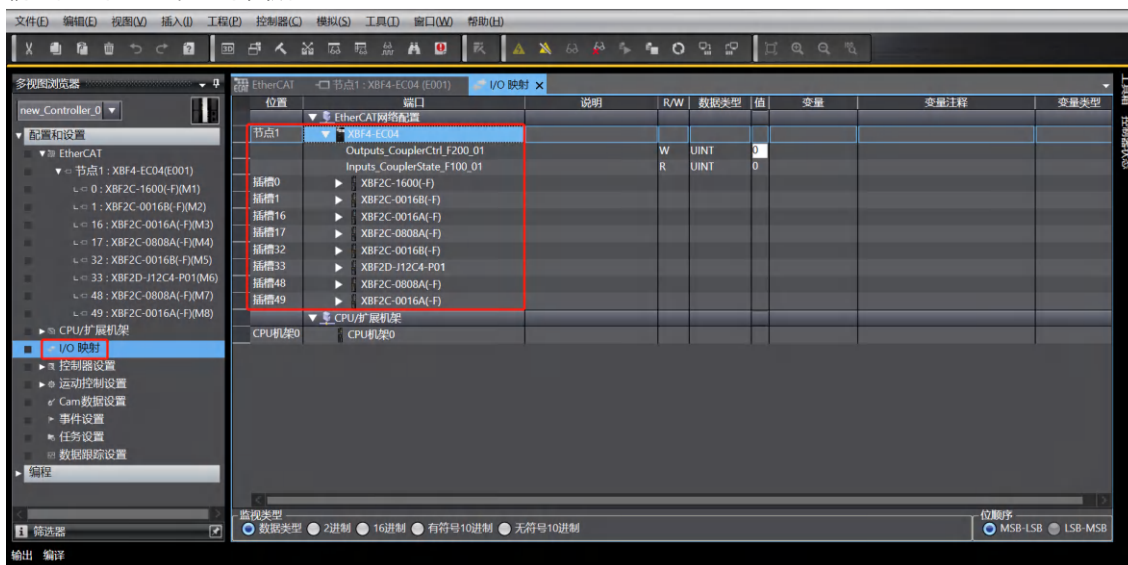 文件(F) 编辑(E) 视图(V) 插入(I) 工程(P) 控制器(C) 模拟(S) 工具(T) 窗口(W) 帮助(H)
多视图浏览器
EtherCAT 节点1 : XBF4-EC04 (E001) I/O 映射
new_Controller_0
位置 端口 说明 R/W 数据类型 值 变量 变量注释 变量类型
配置和设置
EtherCAT
节点1 : XBF4-EC04(E001)
0 : XBF2C-1600(-F)(M1)
1 : XBF2C-0016B(-F)(M2)
16 : XBF2C-0016A(-F)(M3)
17 : XBF2C-0808A(-F)(M4)
32 : XBF2C-0016B(-F)(M5)
33 : XBF2D-J12C4-P01(M6)
48 : XBF2C-0808A(-F)(M7)
49 : XBF2C-0016A(-F)(M8)
CPU/扩展机架
I/O 映射
控制器设置
运动控制设置
Cam数据设置
事件设置
任务设置
数据跟踪设置
编程
筛选器
EtherCAT网络配置
节点1 XBF4-EC04
Outputs_CouplerCtrl_F200_01 W UINT 0
Inputs_CouplerState_F100_01 R UINT 0
插槽0 XBF2C-1600(-F)
插槽1 XBF2C-0016B(-F)
插槽16 XBF2C-0016A(-F)
插槽17 XBF2C-0808A(-F)
插槽32 XBF2C-0016B(-F)
插槽33 XBF2D-J12C4-P01
插槽48 XBF2C-0808A(-F)
插槽49 XBF2C-0016A(-F)
CPU/扩展机架
CPU机架0 CPU机架0
监视类型
数据类型 2进制 16进制 有符号10进制 无符号10进制
位顺序
MSB-LSB LSB-MSB
工具箱
输出 编译